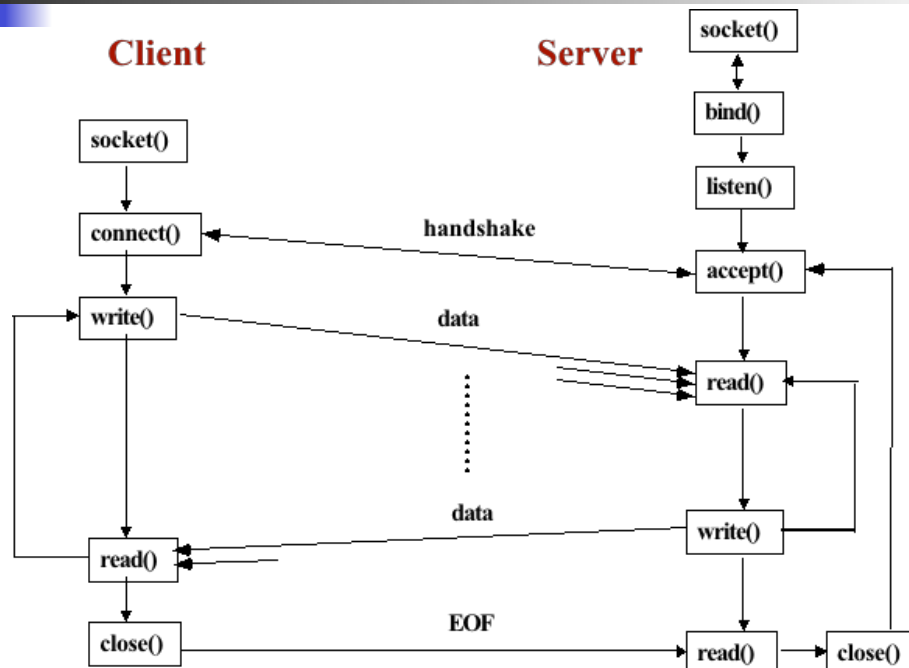 Client
Server
socket()
bind()
socket()
listen()
connect()
handshake
accept()
write()
data
read()
data
write()
read()
close()
EOF
read()
close()